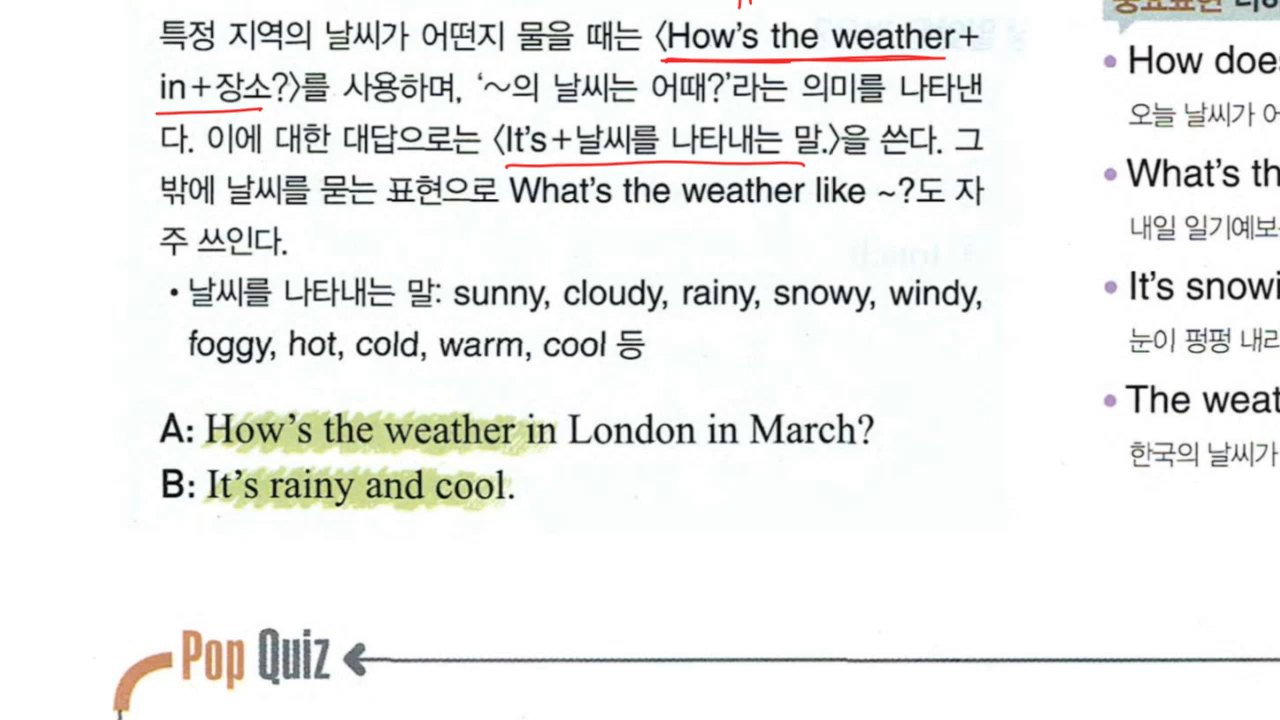 특정 지역의 날씨가 어떤지 물을 때는 〈How's the weather+
in+장소?〉를 사용하며, ‘~의 날씨는 어때?’라는 의미를 나타낸
다. 이에 대한 대답으로는 〈It's+날씨를 나타내는 말.〉을 쓴다. 그
밖에 날씨를 묻는 표현으로 What's the weather like ~?도 자
주 쓰인다.
• 날씨를 나타내는 말: sunny, cloudy, rainy, snowy, windy,
foggy, hot, cold, warm, cool 등
A: How's the weather in London in March?
B: It's rainy and cool.
Pop Quiz
중요표현
• How doe
오늘 날씨가
• What's th
내일 일기예보
• It's snowi
눈이 펑펑 내리
• The weat
한국의 날씨가